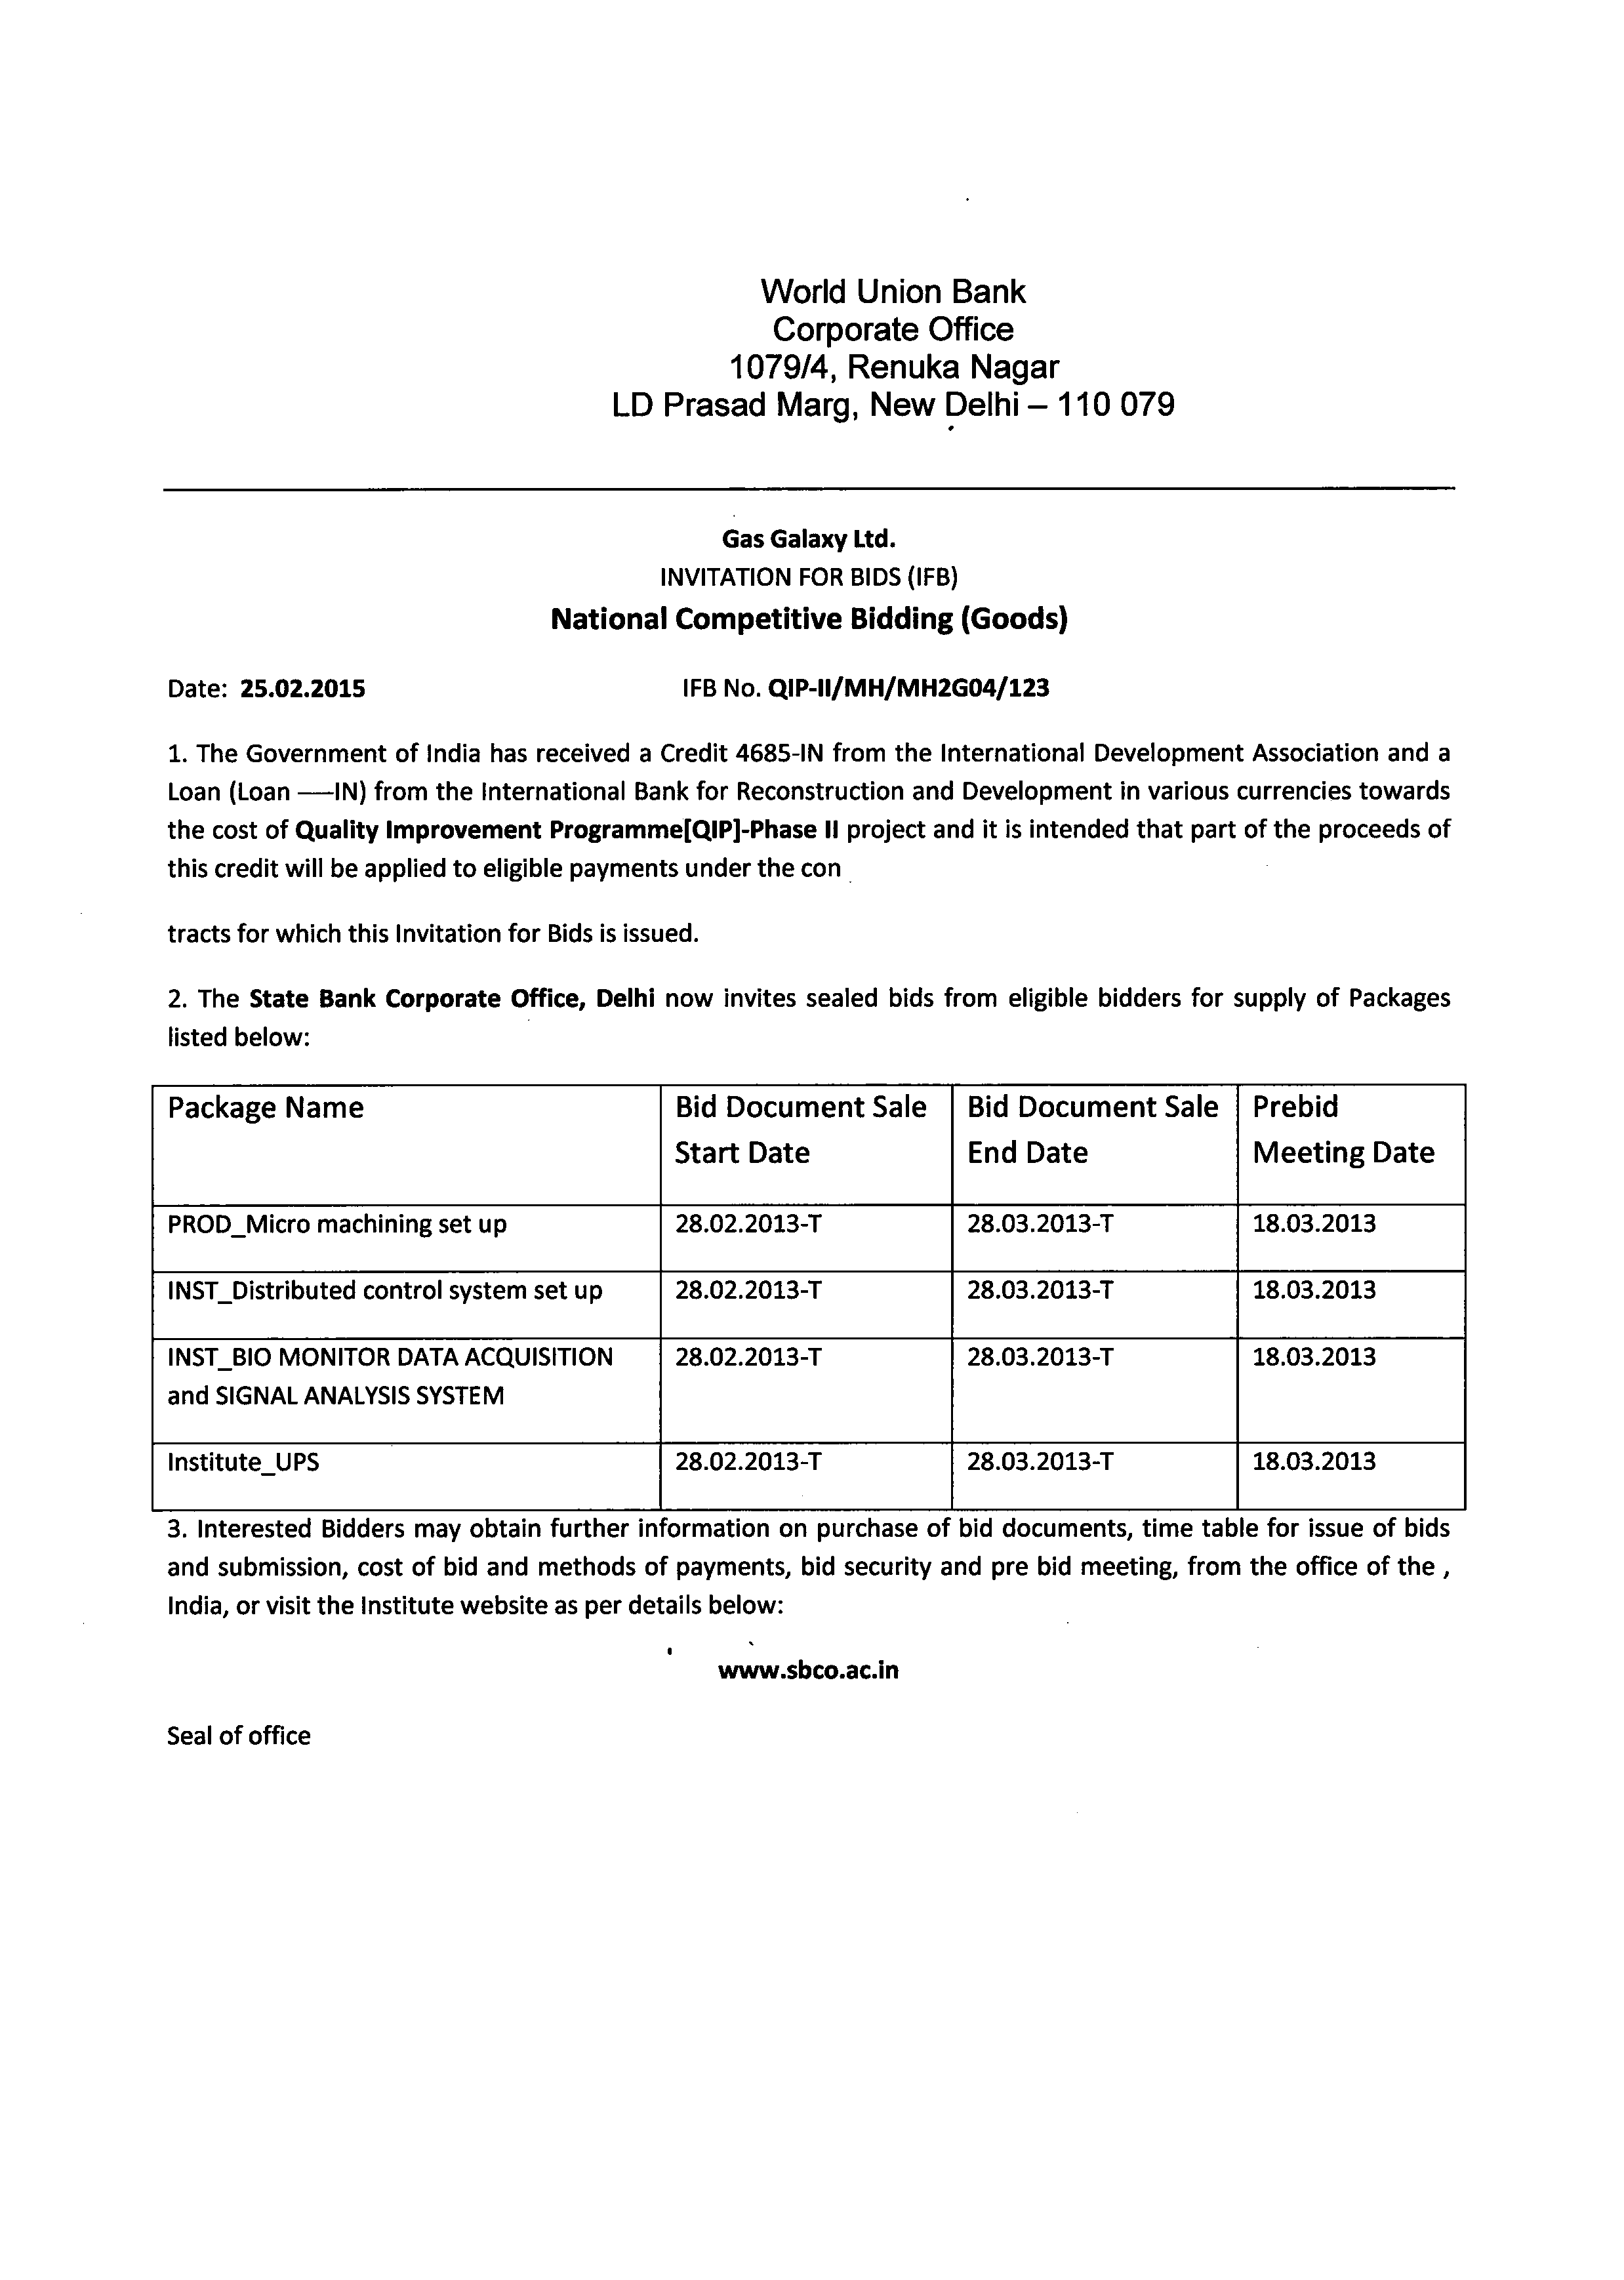 World Union Bank
Corporate Office
1079/4, Renuka Nagar
LD Prasad Marg, New Delhi – 110 079
Gas Galaxy Ltd.
INVITATION FOR BIDS (IFB)
National Competitive Bidding (Goods)
Date: 25.02.2015 IFB No. QIP-II/MH/MH2G04/123
1. The Government of India has received a Credit 4685-IN from the International Development Association and a
Loan (Loan —–IN) from the International Bank for Reconstruction and Development in various currencies towards
the cost of Quality Improvement Programme[QIP]-Phase II project and it is intended that part of the proceeds of
this credit will be applied to eligible payments under the con
tracts for which this Invitation for Bids is issued.
2. The State Bank Corporate Office, Delhi now invites sealed bids from eligible bidders for supply of Packages
listed below:
Package Name Bid Document Sale Bid Document Sale Prebid
Start Date End Date Meeting Date
PROD_Micro machining set up 28.02.2013-T 28.03.2013-T 18.03.2013
INST_Distributed control system set up 28.02.2013-T 28.03.2013-T 18.03.2013
INST_BIO MONITOR DATA ACQUISITION 28.02.2013-T 28.03.2013-T 18.03.2013
and SIGNAL ANALYSIS SYSTEM
Institute_UPS 28.02.2013-T 28.03.2013-T 18.03.2013
3. Interested Bidders may obtain further information on purchase of bid documents, time table for issue of bids
and submission, cost of bid and methods of payments, bid security and pre bid meeting, from the office of the ,
India, or visit the Institute website as per details below:
www.sbco.ac.in
Seal of office